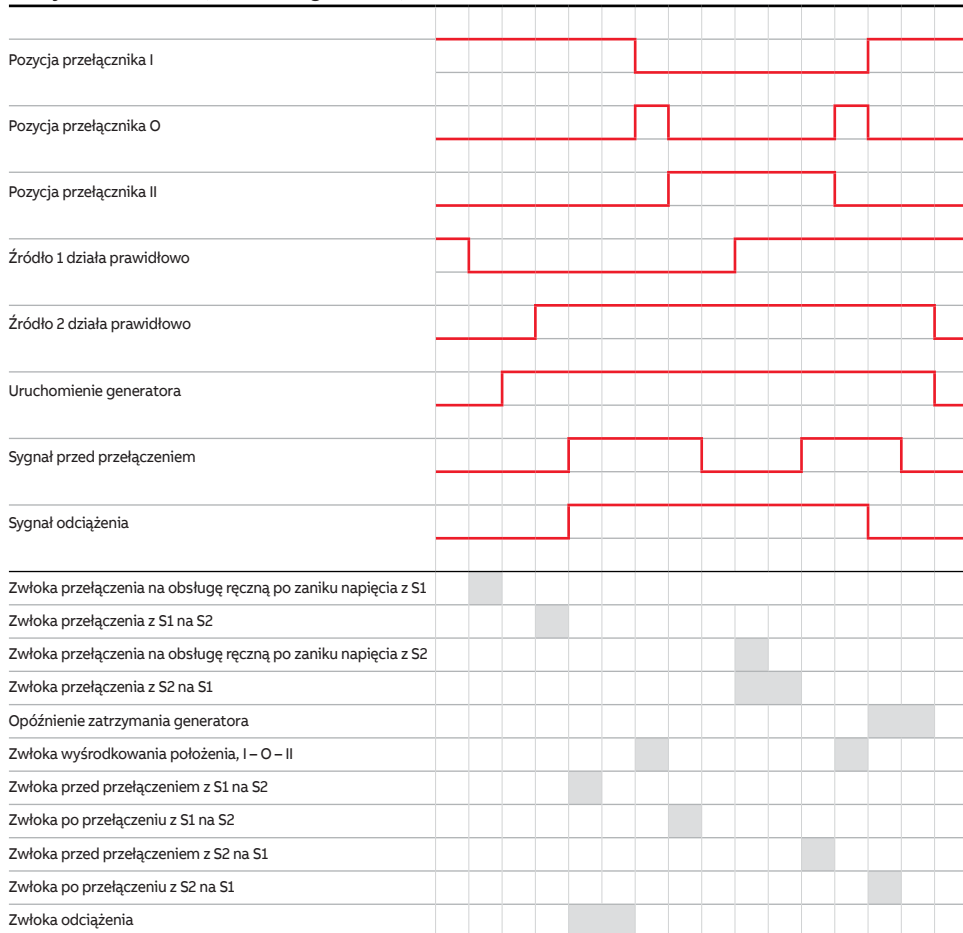 Pozycja przełącznika I
Pozycja przełącznika O
Pozycja przełącznika II
Źródło 1 działa prawidłowo
Źródło 2 działa prawidłowo
Uruchomienie generatora
Sygnał przed przełączeniem
Sygnał odciążenia
Zwłoka przełączenia na obsługę ręczną po zaniku napięcia z S1
Zwłoka przełączenia z S1 na S2
Zwłoka przełączenia na obsługę ręczną po zaniku napięcia z S2
Zwłoka przełączenia z S2 na S1
Opóźnienie zatrzymania generatora
Zwłoka wyśrodkowania położenia, I – O – II
Zwłoka przed przełączeniem z S1 na S2
Zwłoka po przełączeniu z S1 na S2
Zwłoka przed przełączeniem z S2 na S1
Zwłoka po przełączeniu z S2 na S1
Zwłoka odciążenia